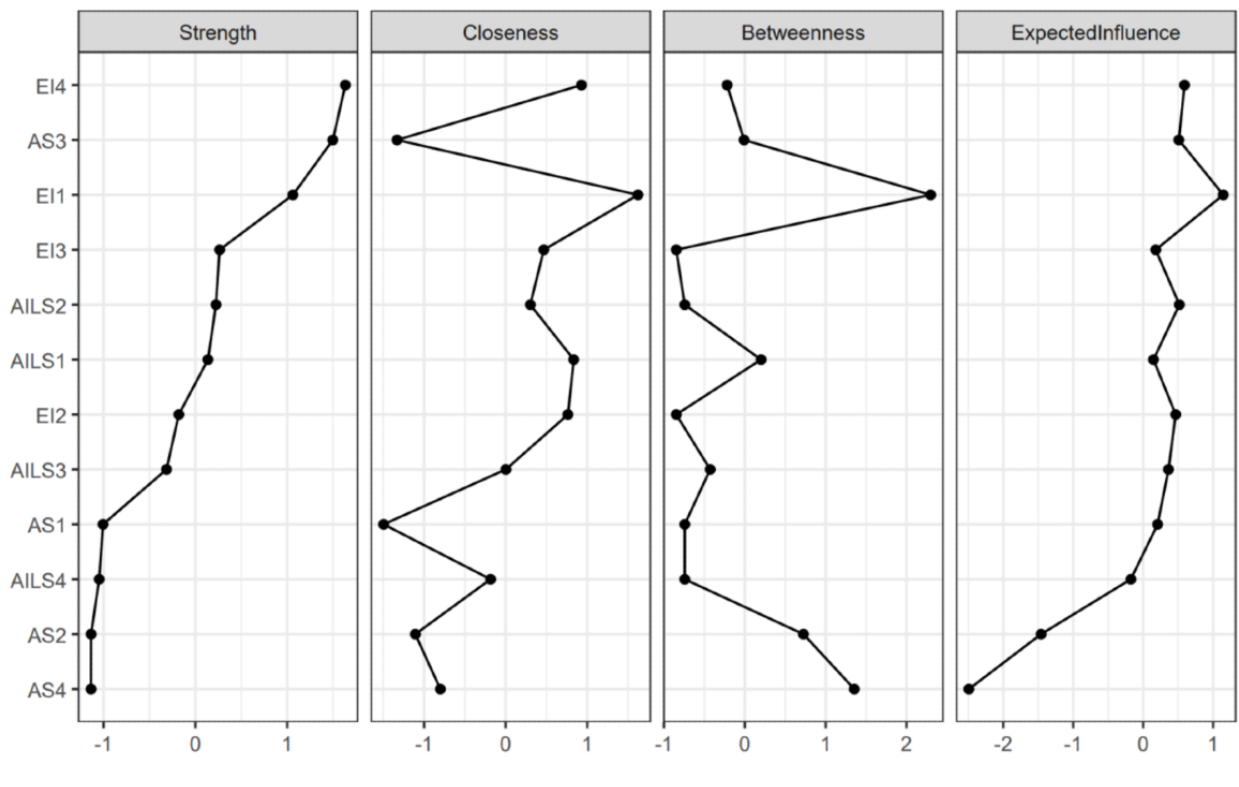 Strength Closeness Betweenness ExpectedInfluence
EI4
AS3
EI1
EI3
AILS2
AILS1
EI2
AILS3
AS1
AILS4
AS2
AS4
-1 0 1 -1 0 1 -1 0 1 2 -2 -1 0 1